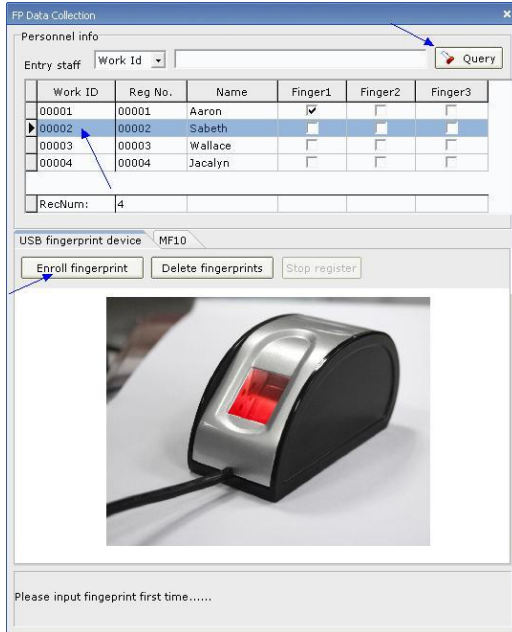 FP Data Collection x
Personnel info
Entry staff Work Id Query
Work ID Reg No. Name Finger1 Finger2 Finger3
00001 00001 Aaron
00002 00002 Sabeth
00003 00003 Wallace
00004 00004 Jacalyn
RecNum: 4
USB fingerprint device MF10
Enroll fingerprint Delete fingerprints Stop register
Please input fingeprint first time......